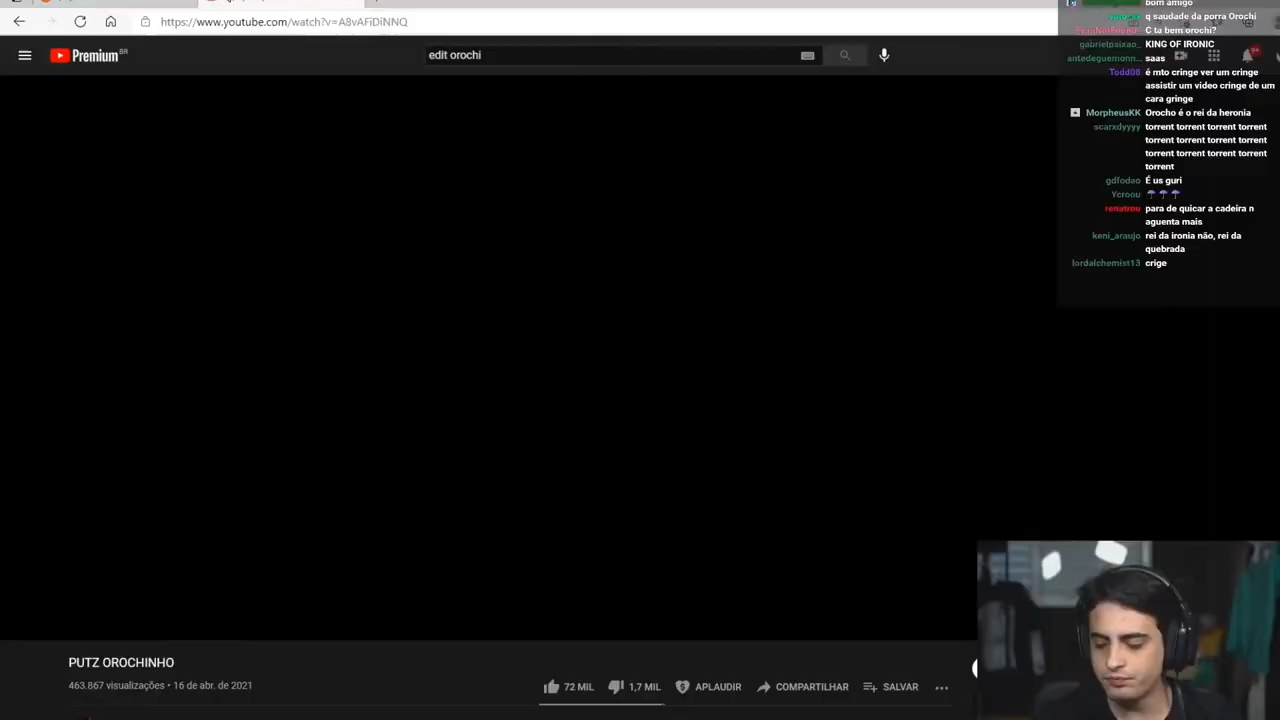 https://www.youtube.com/watch?v=A8vAFiDiNNQ
Premium BR
edit orochi
bom amigo
q saudade da porra Orochi
C ta bem orochi?
gabrielpaixao_ KING OF IRONIC
antedeguemonn... saas
Todd08 é mto cringe ver um cringe
assistir um video cringe de um
cara gringe
MorpheusKK Orocho é o rei da heronia
scarxdyyyy torrent torrent torrent torrent
torrent torrent torrent torrent
torrent torrent torrent torrent
torrent
gdfodao É us guri
Ycroou
renatrou para de quicar a cadeira n
aguenta mais
keni_araujo rei da ironia não, rei da
quebrada
lordalchemist13 crige
PUTZ OROCHINHO
463.867 visualizações • 16 de abr. de 2021
72 MIL 1,7 MIL APLAUDIR COMPARTILHAR SALVAR